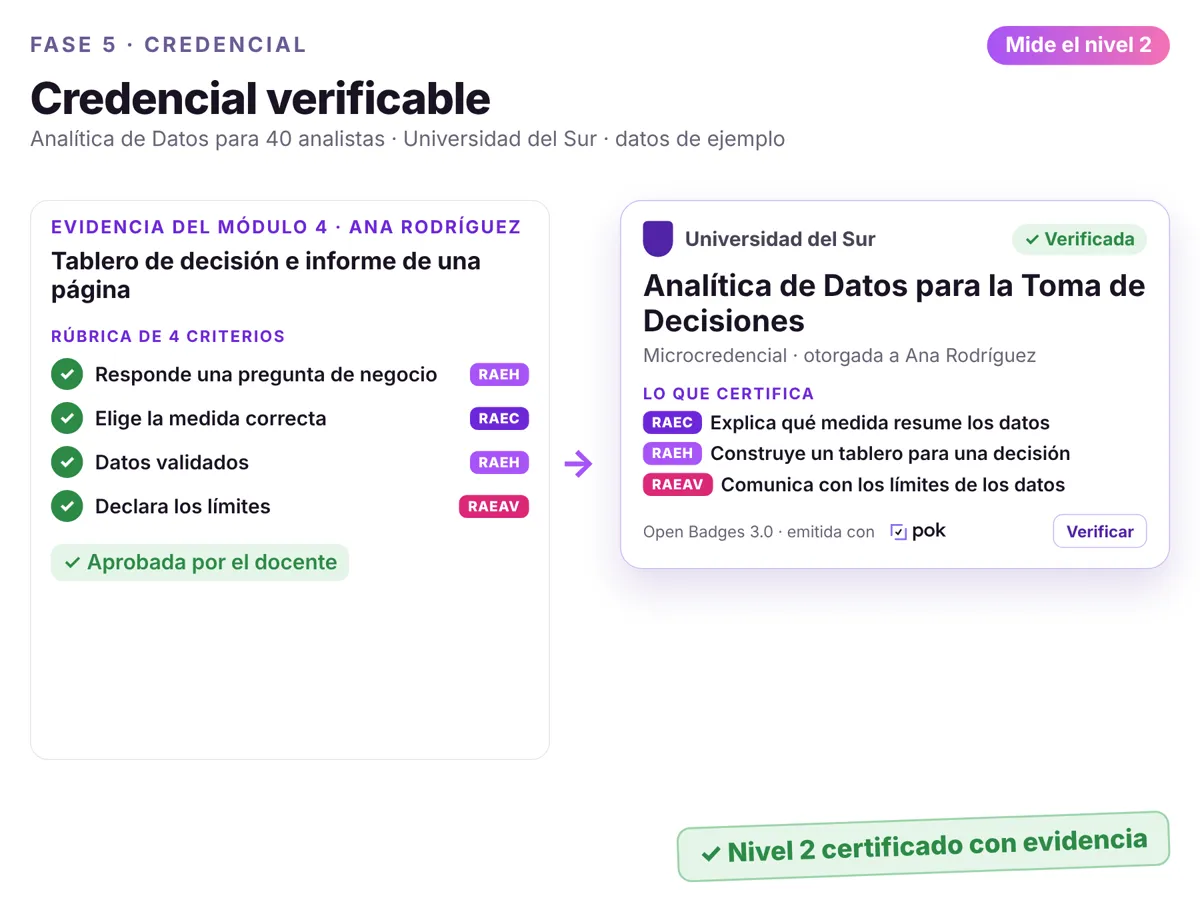 FASE 5 · CREDENCIAL
Mide el nivel 2
Credencial verificable
Analítica de Datos para 40 analistas · Universidad del Sur · datos de ejemplo
EVIDENCIA DEL MÓDULO 4 · ANA RODRÍGUEZ
Tablero de decisión e informe de una
página
RÚBRICA DE 4 CRITERIOS
Responde una pregunta de negocio RAEH
Elige la medida correcta RAEC
Datos validados RAEH
Declara los límites RAEAV
Aprobada por el docente
Universidad del Sur
Verificada
Analítica de Datos para la Toma de
Decisiones
Microcredencial · otorgada a Ana Rodríguez
LO QUE CERTIFICA
RAEC Explica qué medida resume los datos
RAEH Construye un tablero para una decisión
RAEAV Comunica con los límites de los datos
Open Badges 3.0 · emitida con pok
Verificar
Nivel 2 certificado con evidencia